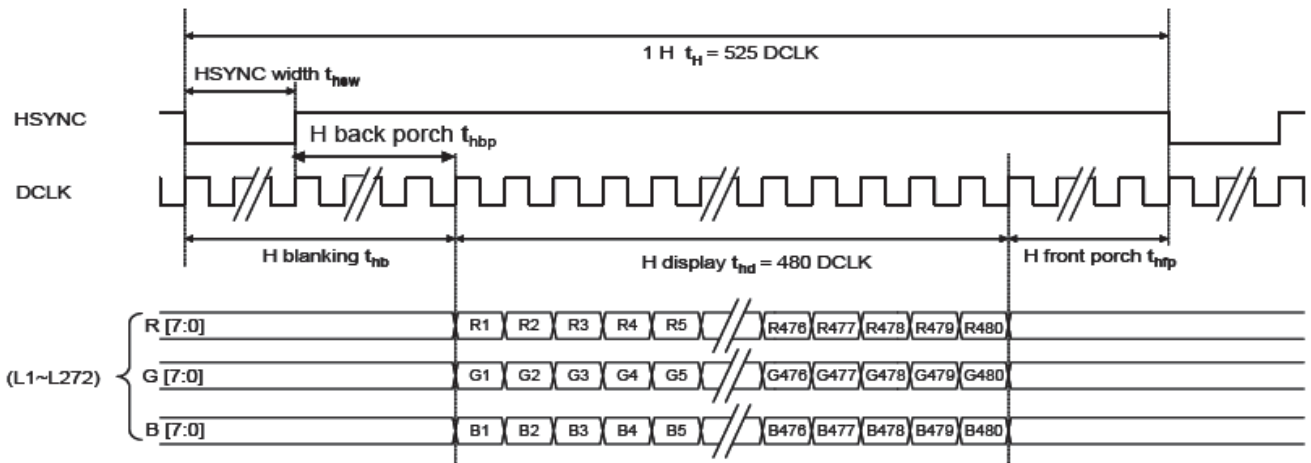 1 H t_H = 525 DCLK
HSYNC width t_hsw
HSYNC
H back porch t_hbp
DCLK
H blanking t_hb
H display t_hd = 480 DCLK
H front porch t_hfp
(L1~L272)
R [7:0]
R1 R2 R3 R4 R5 R476 R477 R478 R479 R480
G [7:0]
G1 G2 G3 G4 G5 G476 G477 G478 G479 G480
B [7:0]
B1 B2 B3 B4 B5 B476 B477 B478 B479 B480